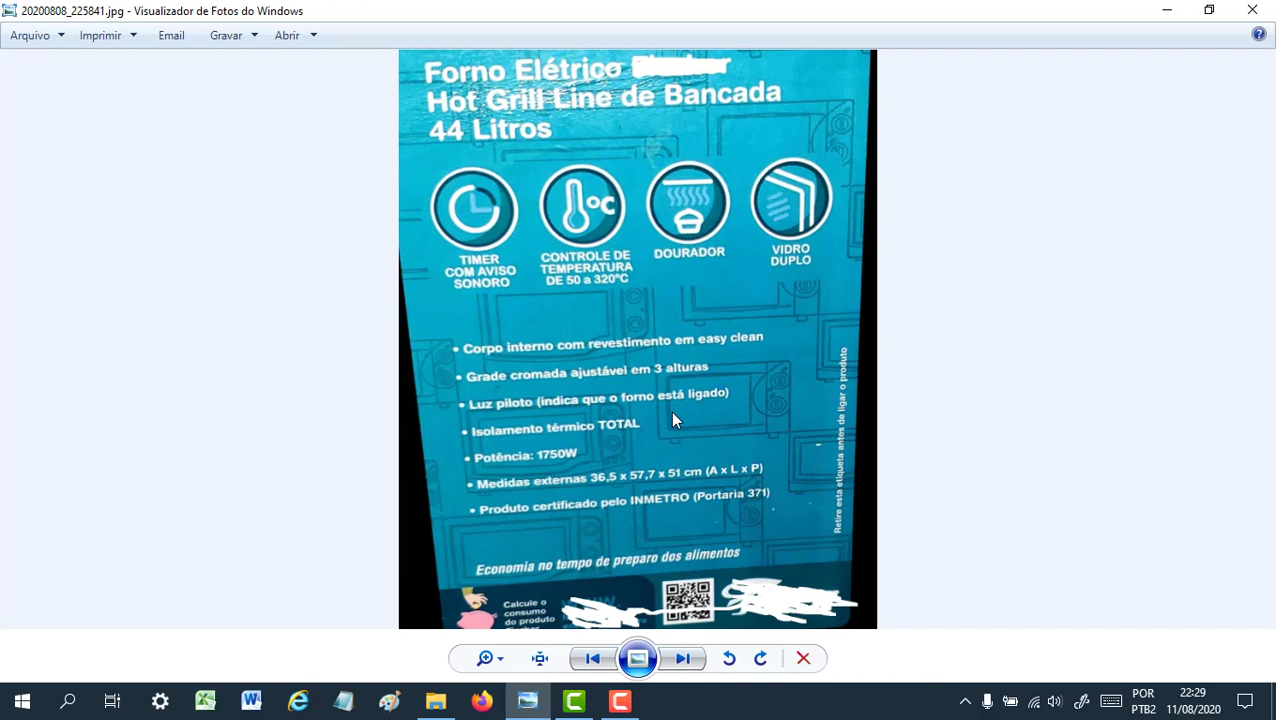 20200808_225841.jpg - Visualizador de Fotos do Windows
Arquivo Imprimir Email Gravar Abrir
Forno Elétrico
Hot Grill Line de Bancada
44 Litros
TIMER
COM AVISO
SONORO
CONTROLE DE
TEMPERATURA
DE 50 a 320ºC
DOURADOR
VIDRO
DUPLO
• Corpo interno com revestimento em easy clean
• Grade cromada ajustável em 3 alturas
• Luz piloto (indica que o forno está ligado)
• Isolamento térmico TOTAL
• Potência: 1750W
• Medidas externas 36,5 x 57,7 x 51 cm (A x L x P)
• Produto certificado pelo INMETRO (Portaria 371)
Retire esta etiqueta antes de ligar o produto
Economia no tempo de preparo dos alimentos
Calcule o
consumo
do produto
POR
PTB2
22:29
11/08/2020